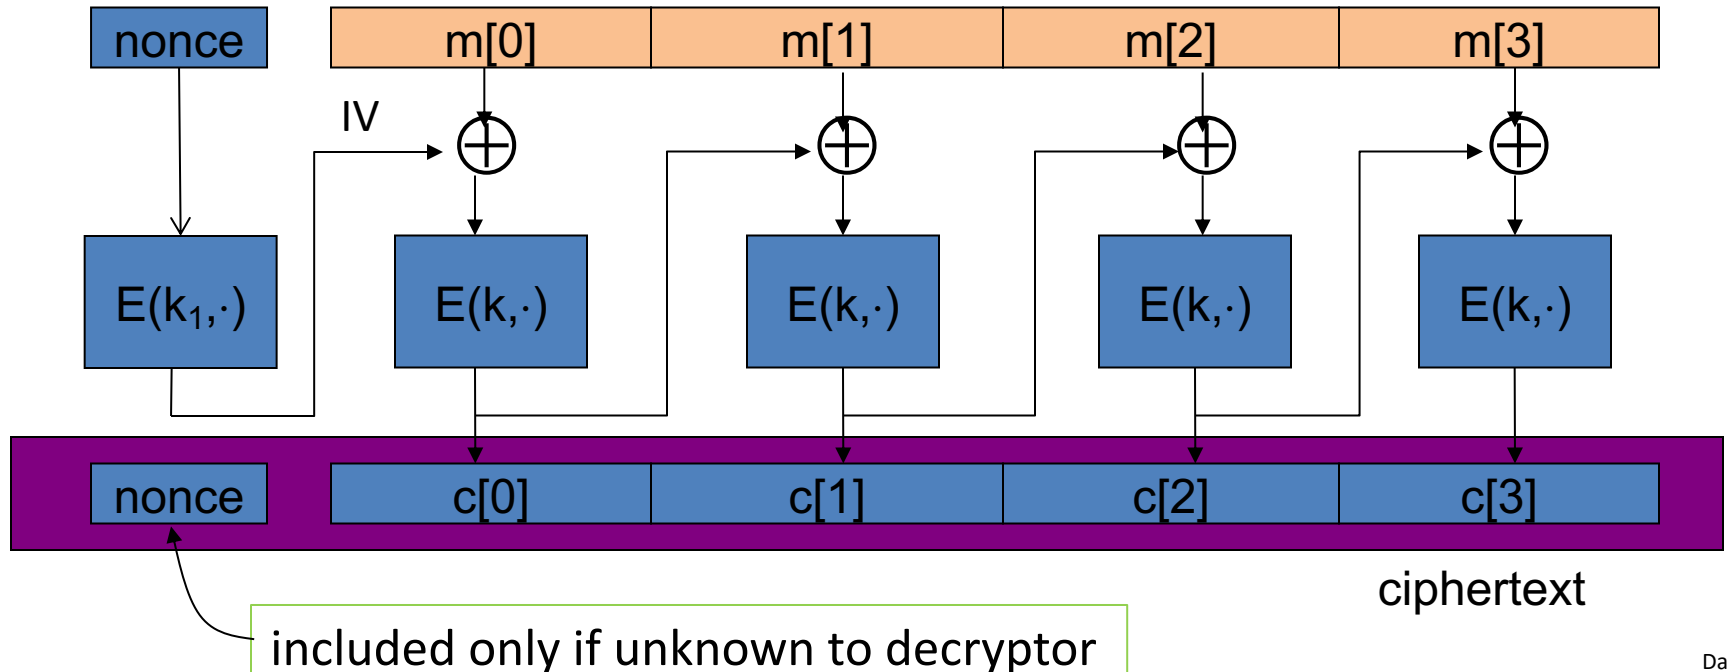 nonce m[0] m[1] m[2] m[3]
IV
E(k₁,·) E(k,·) E(k,·) E(k,·) E(k,·)
nonce c[0] c[1] c[2] c[3]
ciphertext
included only if unknown to decryptor
Da